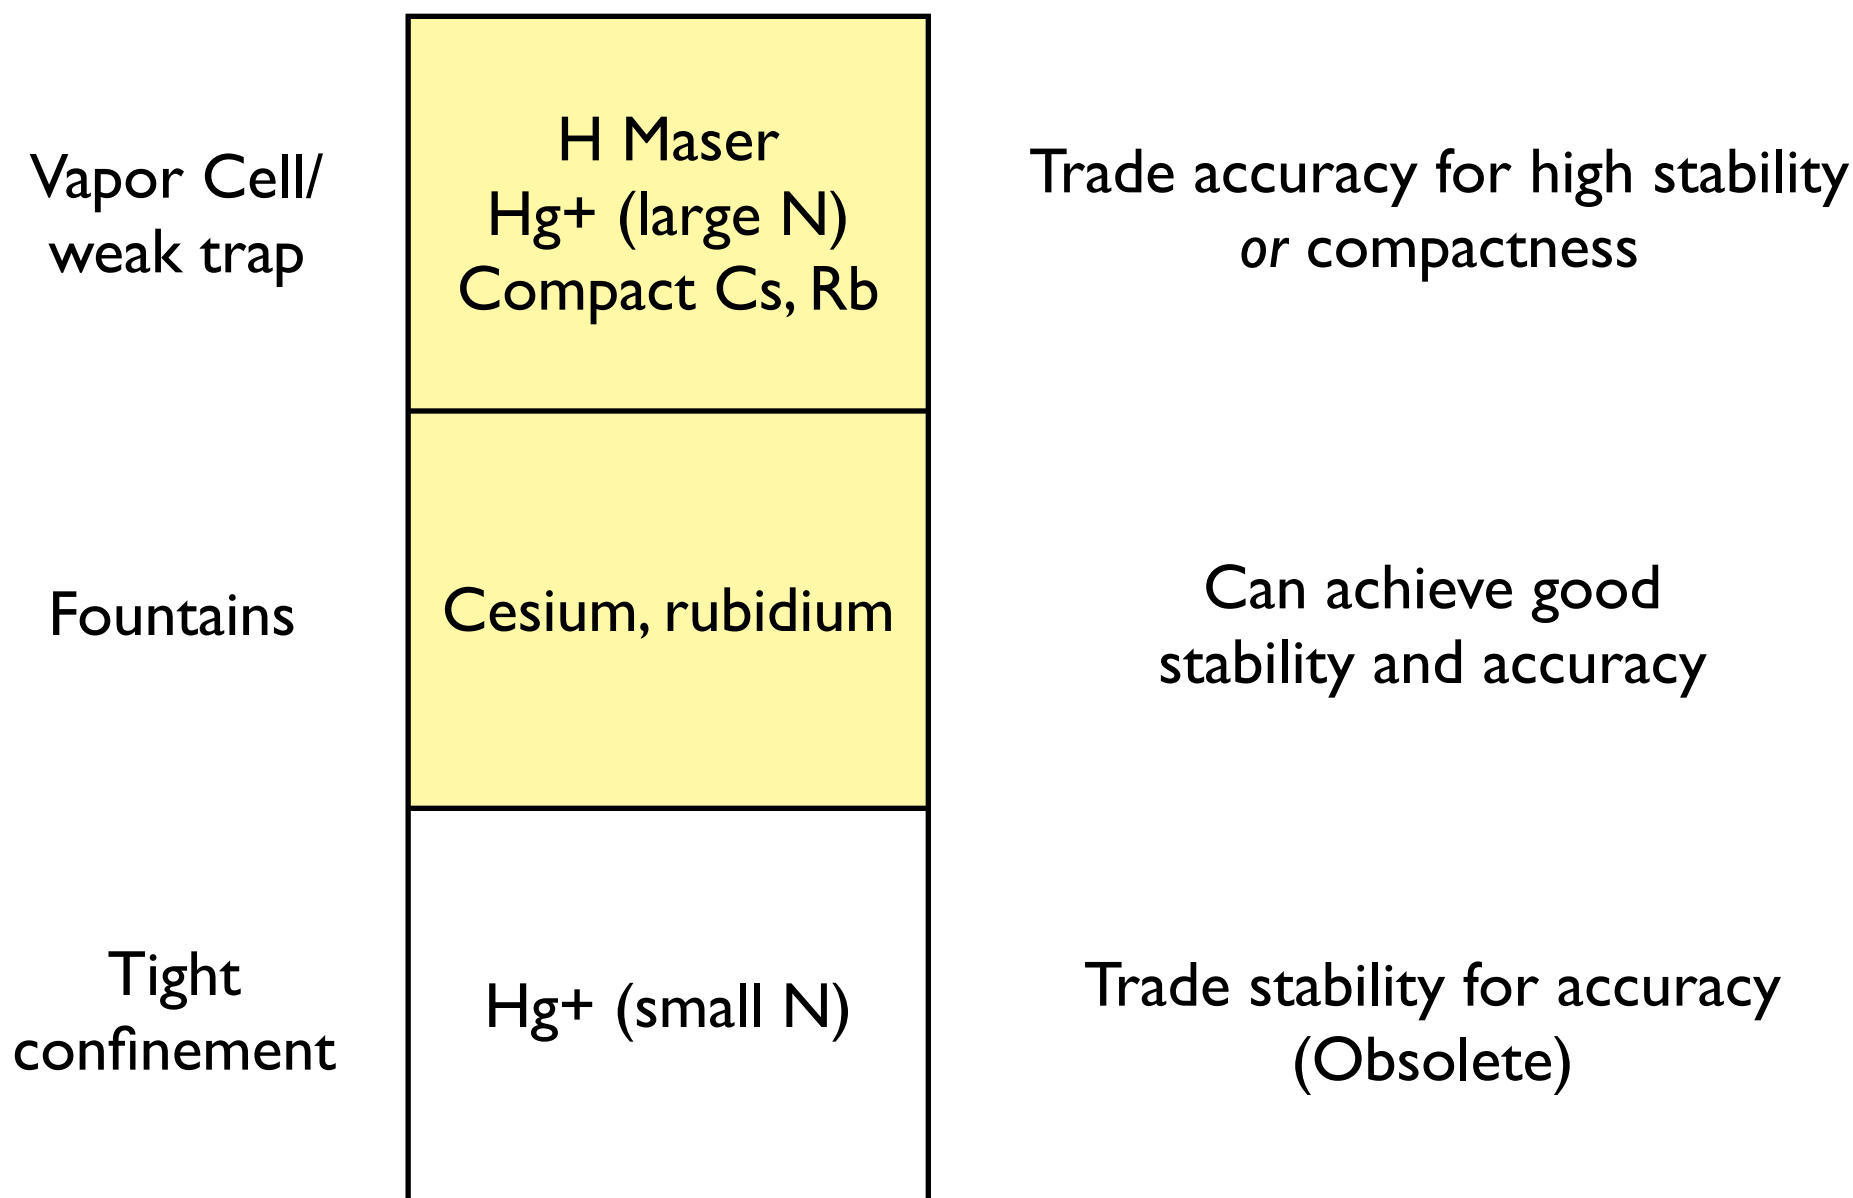 Vapor Cell/
weak trap
H Maser
Hg+ (large N)
Compact Cs, Rb
Trade accuracy for high stability
or compactness
Fountains
Cesium, rubidium
Can achieve good
stability and accuracy
Tight
confinement
Hg+ (small N)
Trade stability for accuracy
(Obsolete)